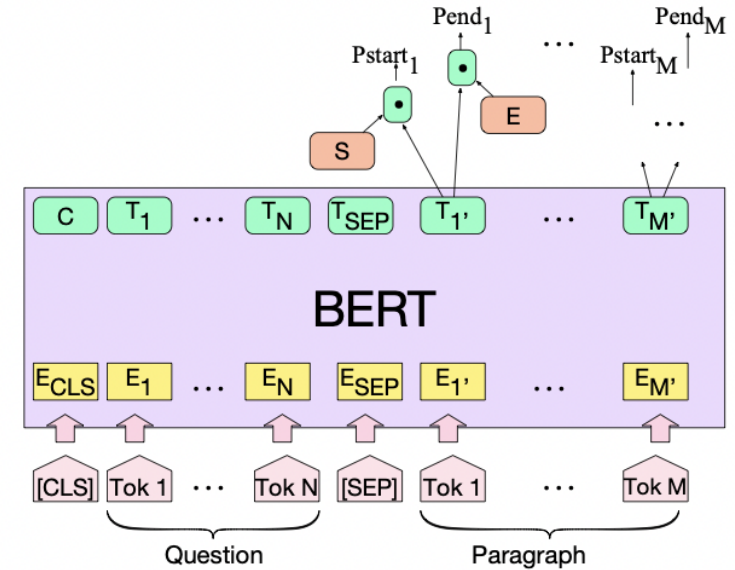 Pend1 ... PendM
Pstart1 PstartM
E ...
S
C T1 ... TN TSEP T1' ... TM'
BERT
ECLS E1 ... EN ESEP E1' ... EM'
[CLS] Tok 1 ... Tok N [SEP] Tok 1 ... Tok M
Question Paragraph